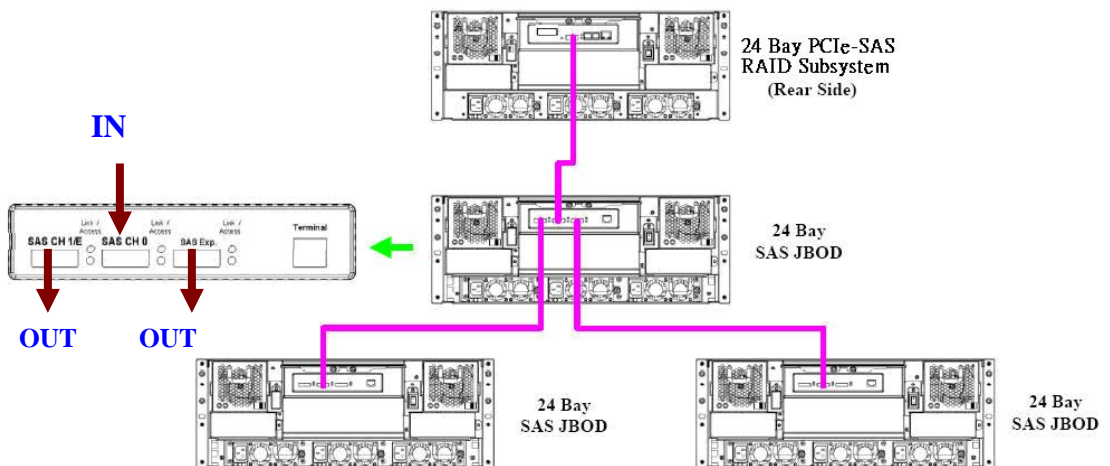 24 Bay PCIe-SAS
RAID Subsystem
(Rear Side)
IN
Link /
Access
Link /
Access
Link /
Access
Terminal
SAS CH 1/E
SAS CH 0
SAS Exp.
24 Bay
SAS JBOD
OUT
OUT
24 Bay
SAS JBOD
24 Bay
SAS JBOD